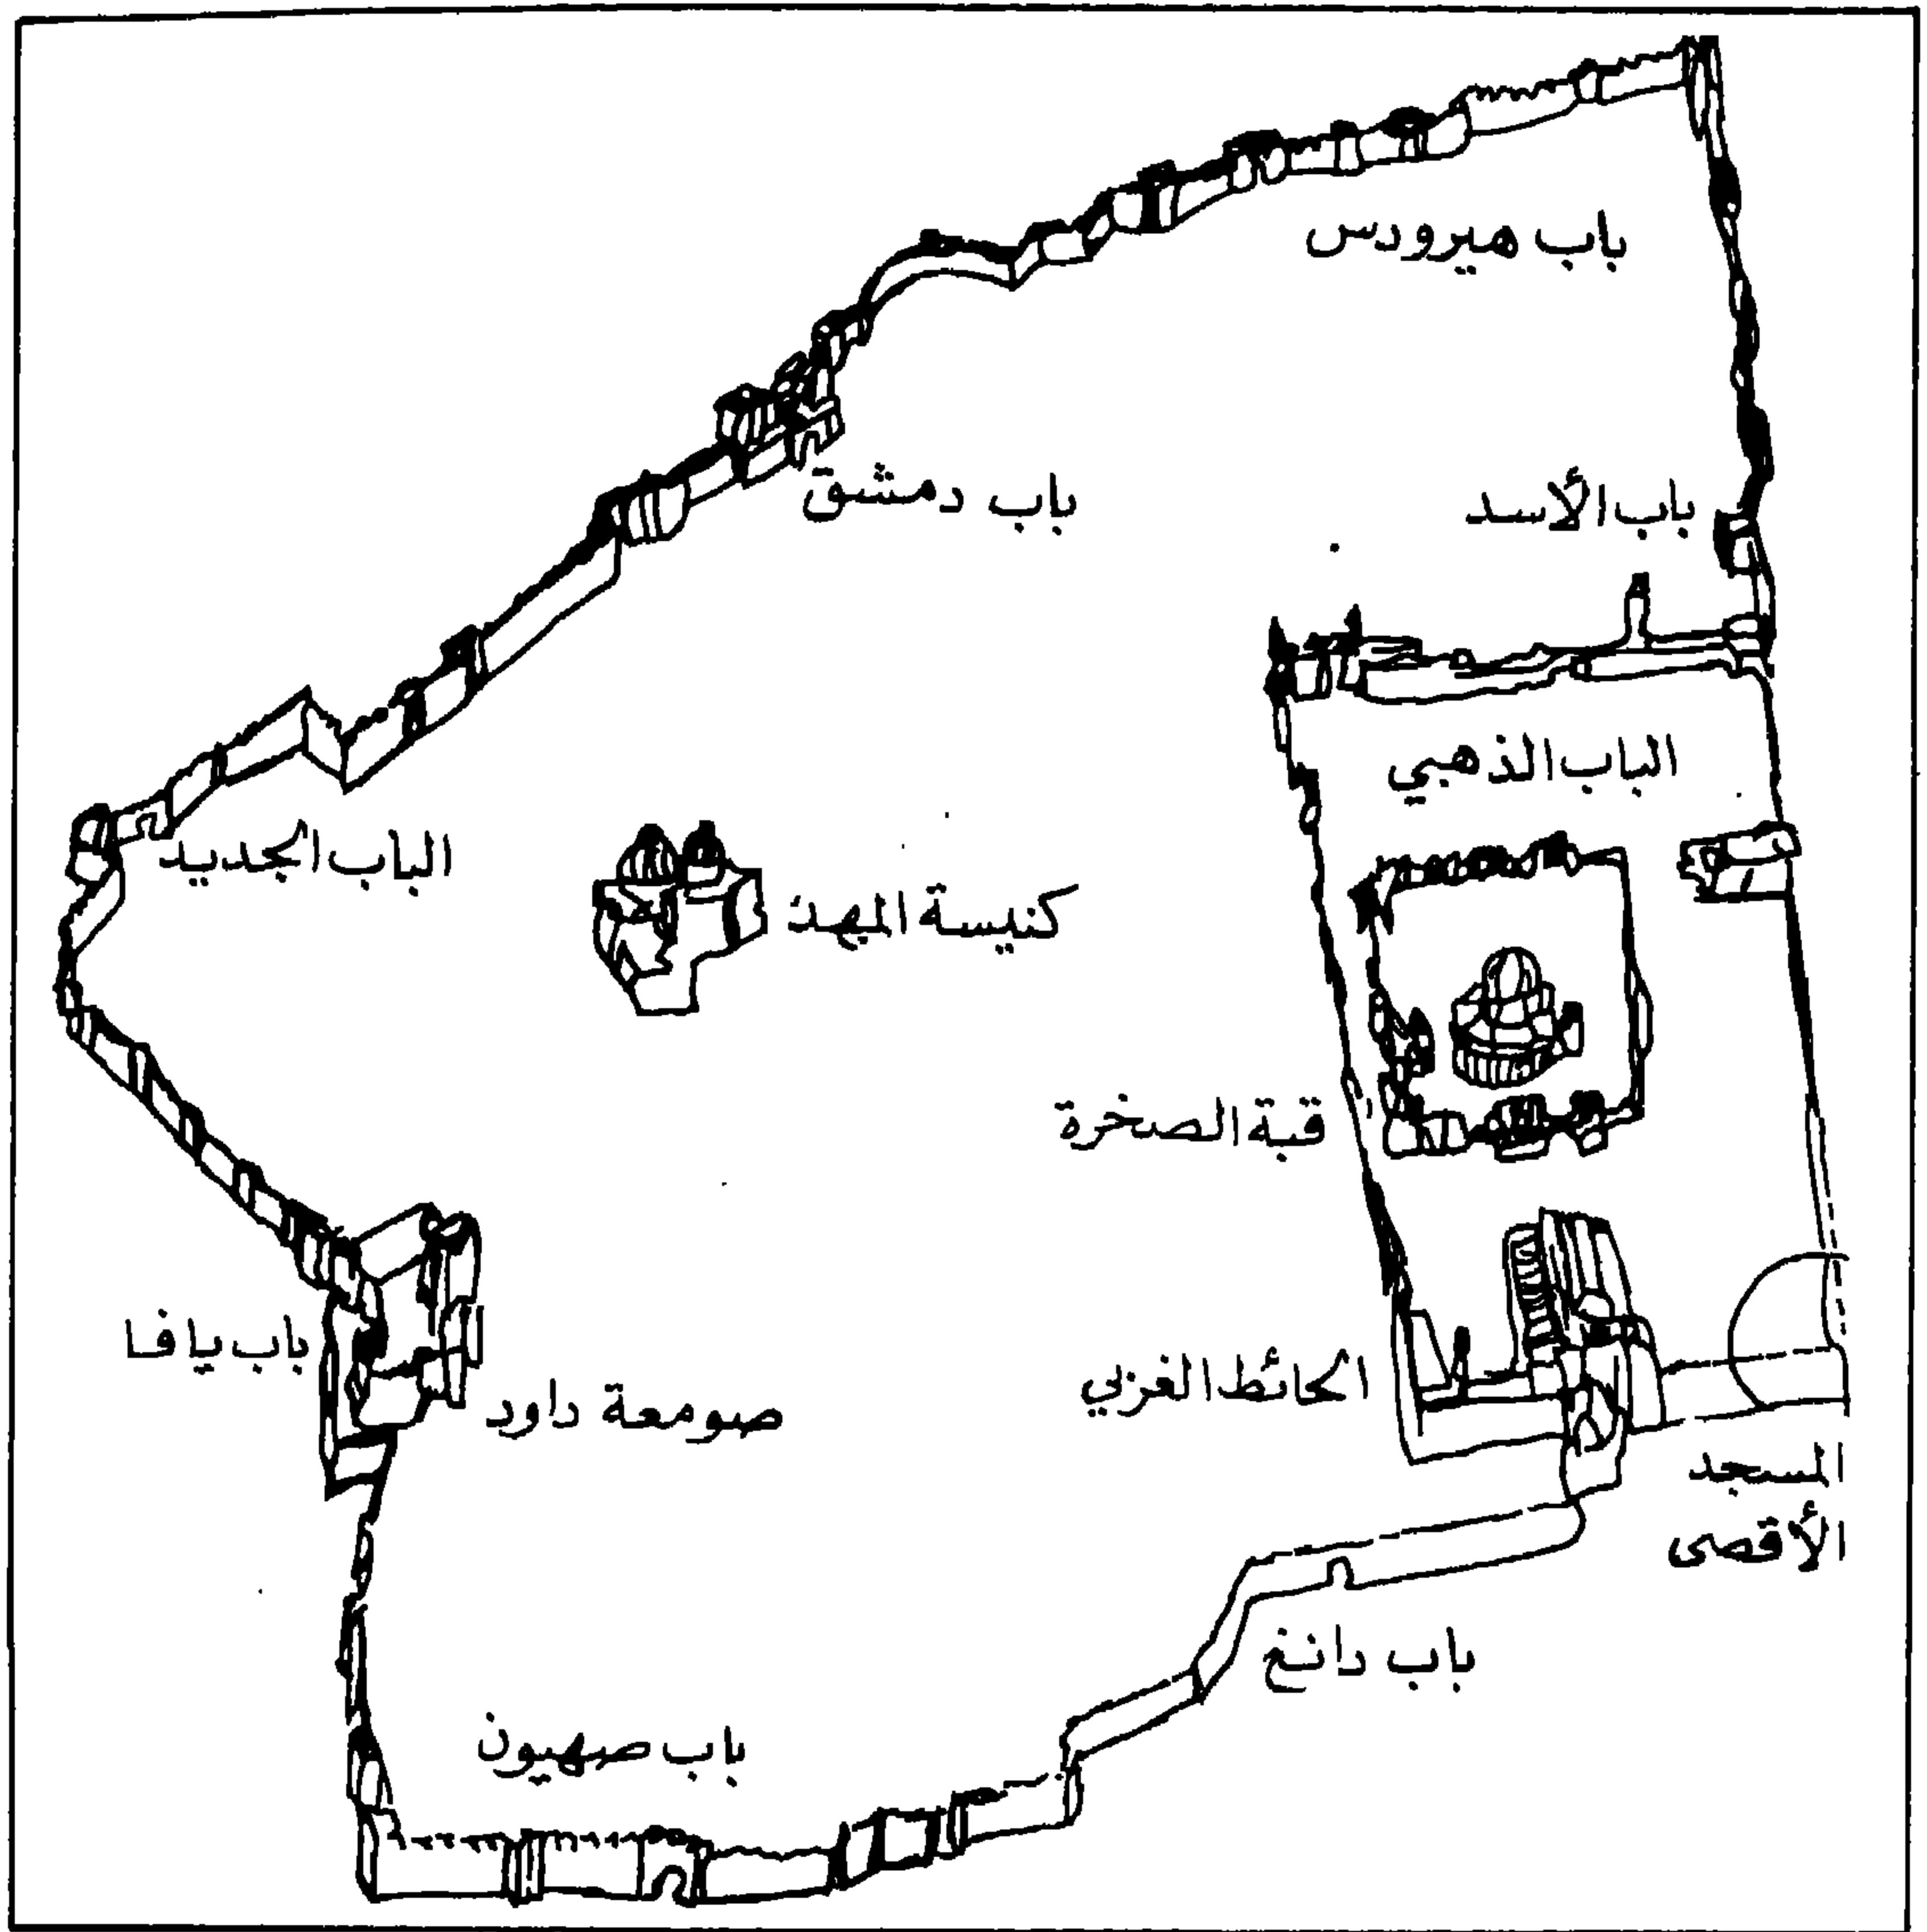 باب هيرودس
باب الأسد
باب دمشق
الباب الذهبي
الباب الجديد
كنيسة المهد
قبة الصخرة
باب يافا
صومعة داود
الحائط الغربي
المسجد
الأقصى
باب دانغ
باب صهيون